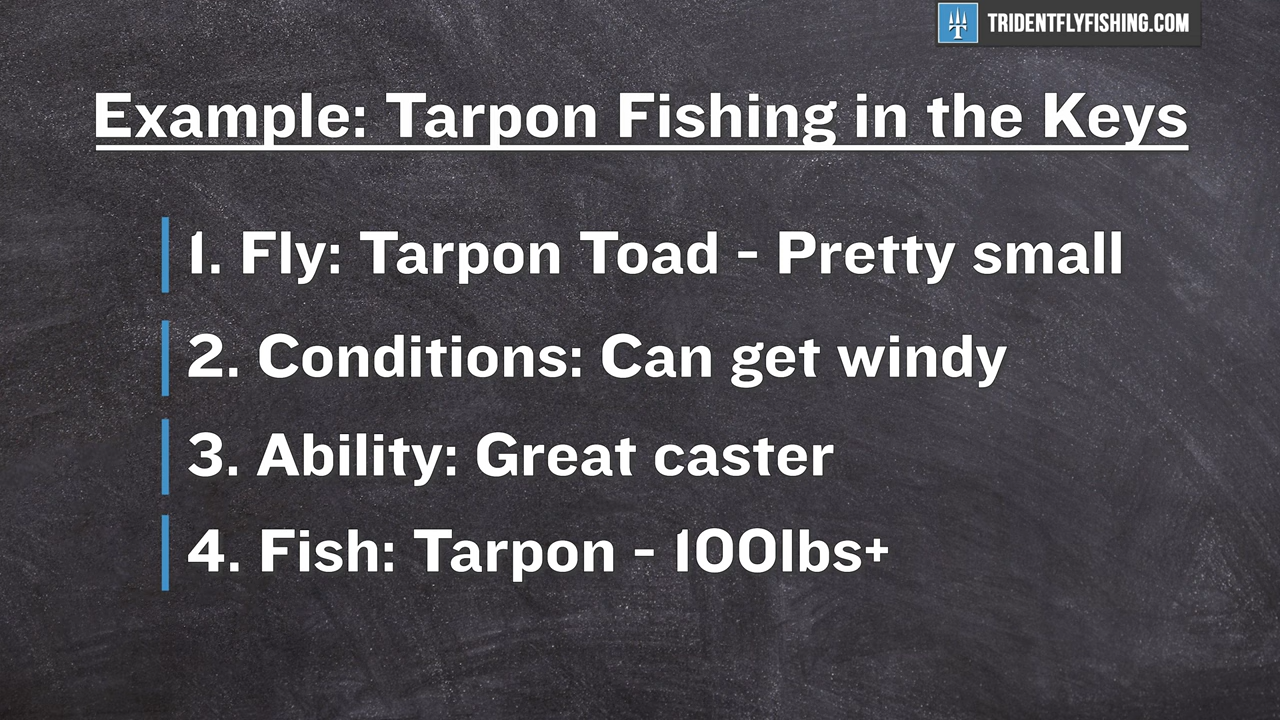 TRIDENTFLYFISHING.COM
Example: Tarpon Fishing in the Keys
1. Fly: Tarpon Toad - Pretty small
2. Conditions: Can get windy
3. Ability: Great caster
4. Fish: Tarpon - 100lbs+